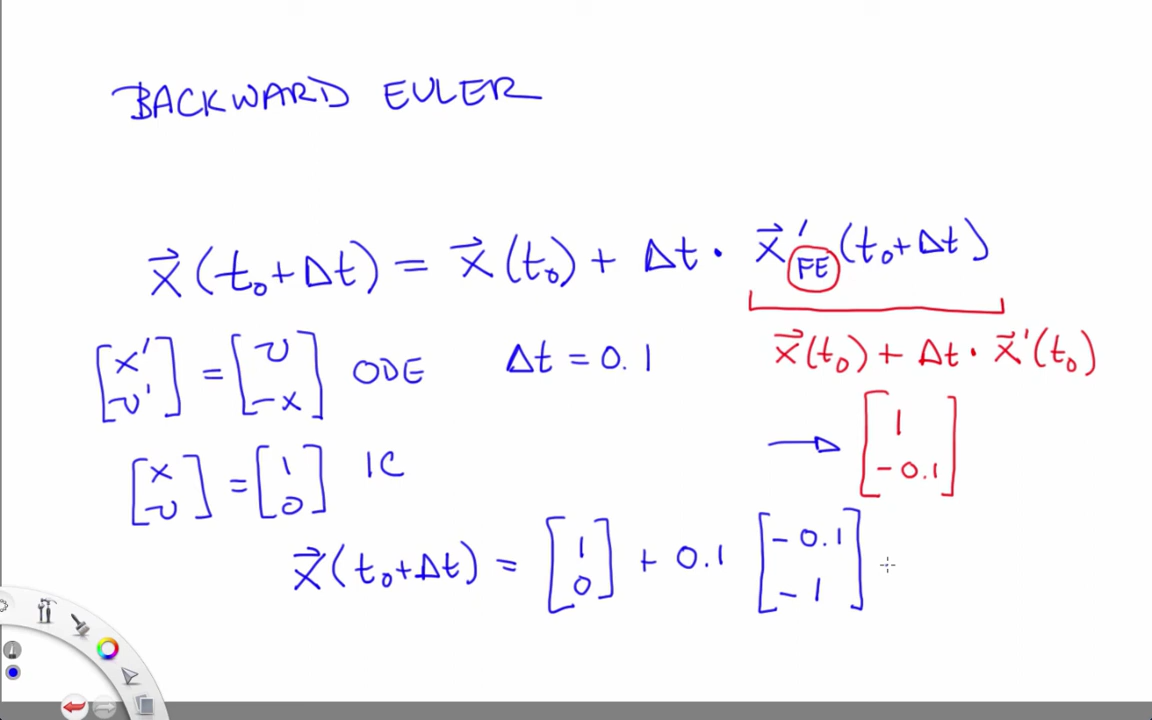 BACKWARD EULER
x⃗(t₀+Δt) = x⃗(t₀) + Δt · x⃗'FE(t₀+Δt)
[x' v'] = [v -x] ODE Δt = 0.1 x⃗(t₀) + Δt · x⃗'(t₀)
→ [1 -0.1]
[x v] = [1 0] IC
x⃗(t₀+Δt) = [1 0] + 0.1 [-0.1 -1]